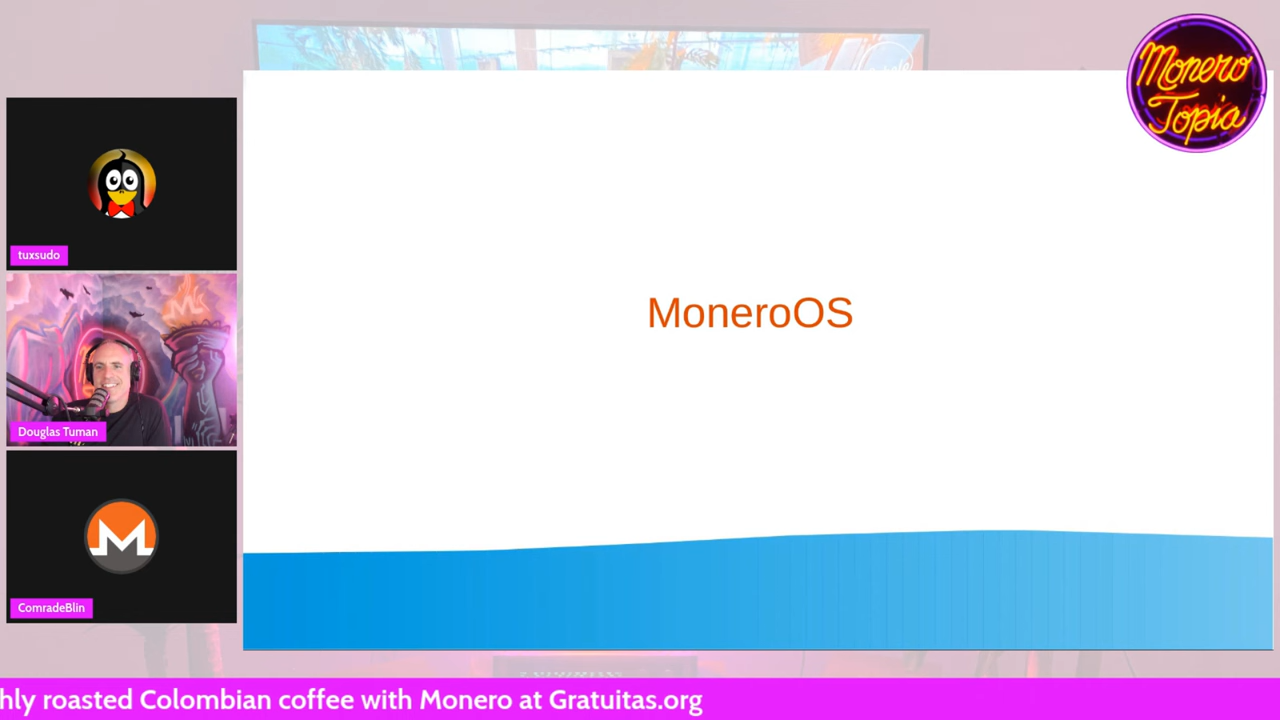 Monero
Topia
tuxsudo
MoneroOS
Douglas Tuman
ComradeBlin
hly roasted Colombian coffee with Monero at Gratuitas.org